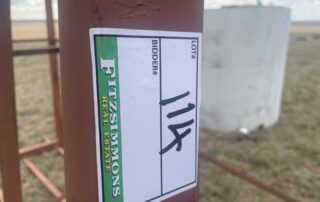 FITZSIMMONS
REAL ESTATE
BIDDER#
LOT#
114